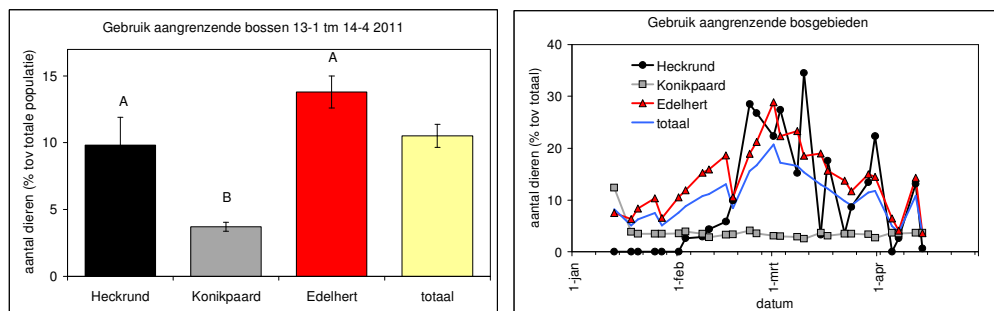 Gebruik aangrenzende bossen 13-1 tm 14-4 2011
aantal dieren (% tov totale populatie)
15
10
5
0
A
B
A
Heckrund Konikpaard Edelhert totaal
Gebruik aangrenzende bosgebieden
aantal dieren (% tov totaal)
40
30
20
10
0
Heckrund
Konikpaard
Edelhert
totaal
1-jan 1-feb 1-mrt 1-apr
datum